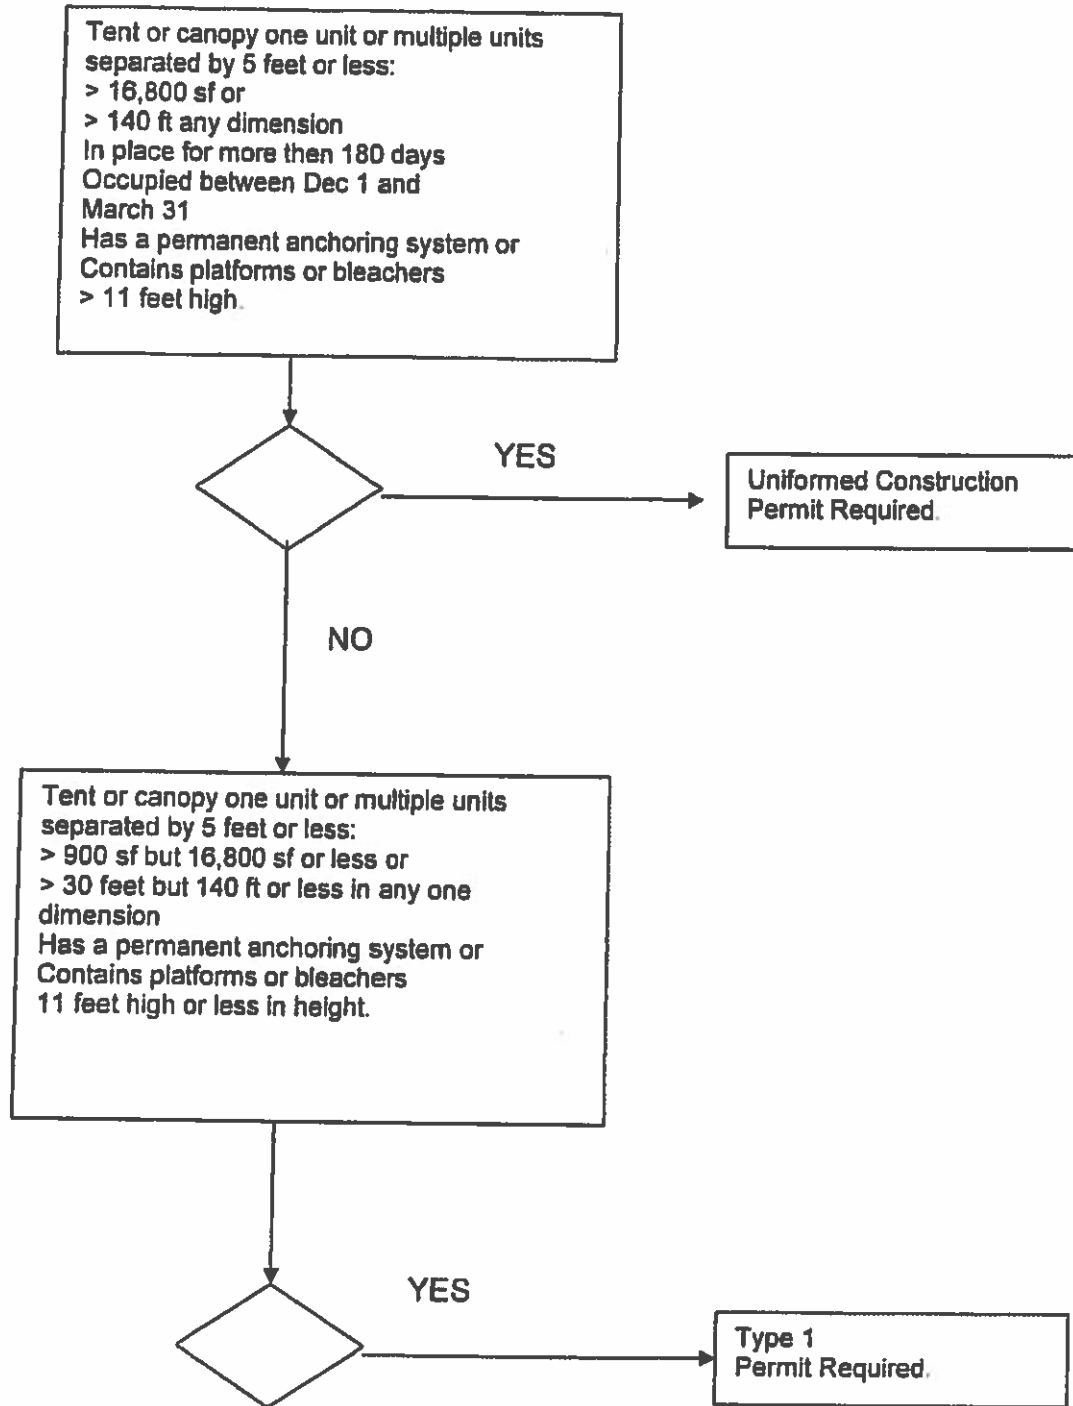 Tent or canopy one unit or multiple units
separated by 5 feet or less:
> 16,800 sf or
> 140 ft any dimension
In place for more then 180 days
Occupied between Dec 1 and
March 31
Has a permanent anchoring system or
Contains platforms or bleachers
> 11 feet high.
YES
Uniformed Construction
Permit Required.
NO
Tent or canopy one unit or multiple units
separated by 5 feet or less:
> 900 sf but 16,800 sf or less or
> 30 feet but 140 ft or less in any one
dimension
Has a permanent anchoring system or
Contains platforms or bleachers
11 feet high or less in height.
YES
Type 1
Permit Required.